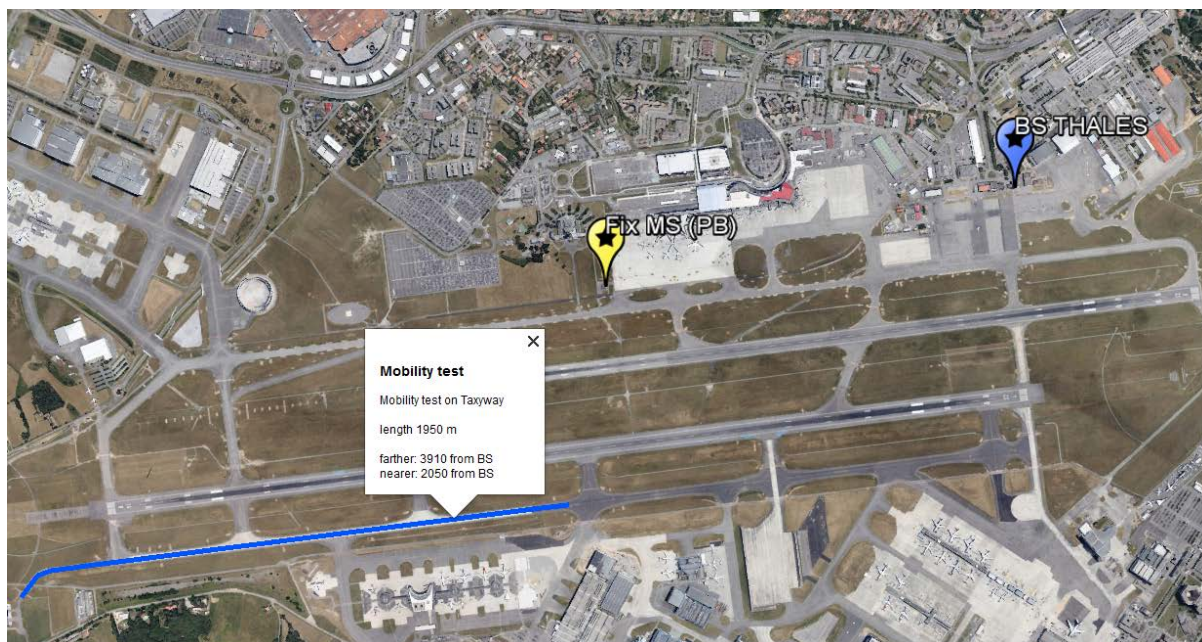 BS THALES
Fix MS (PB)
Mobility test
Mobility test on Taxyway
length 1950 m
farther: 3910 from BS
nearer: 2050 from BS